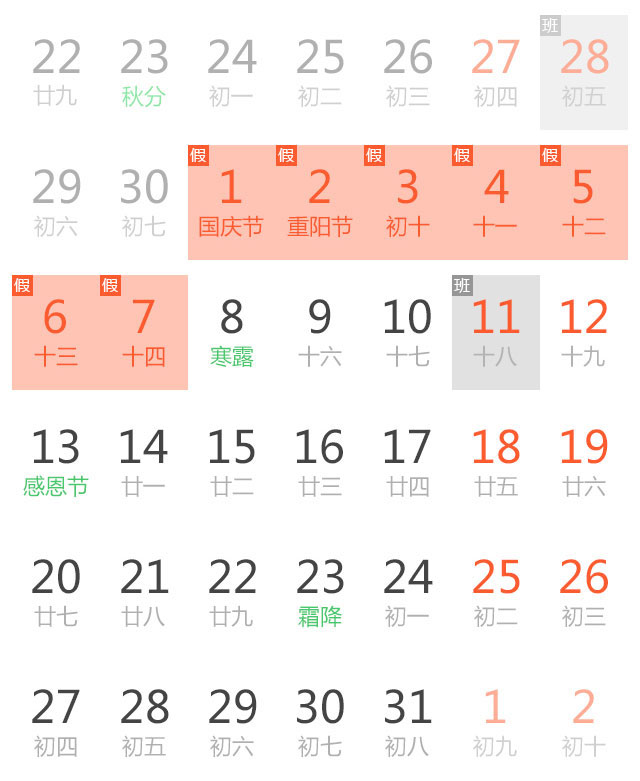 班
22 23 24 25 26 27 28
廿九 秋分 初一 初二 初三 初四 初五
假 假 假 假 假
29 30 1 2 3 4 5
初六 初七 国庆节 重阳节 初十 十一 十二
假 假 班
6 7 8 9 10 11 12
十三 十四 寒露 十六 十七 十八 十九
13 14 15 16 17 18 19
感恩节 廿一 廿二 廿三 廿四 廿五 廿六
20 21 22 23 24 25 26
廿七 廿八 廿九 霜降 初一 初二 初三
27 28 29 30 31 1 2
初四 初五 初六 初七 初八 初九 初十